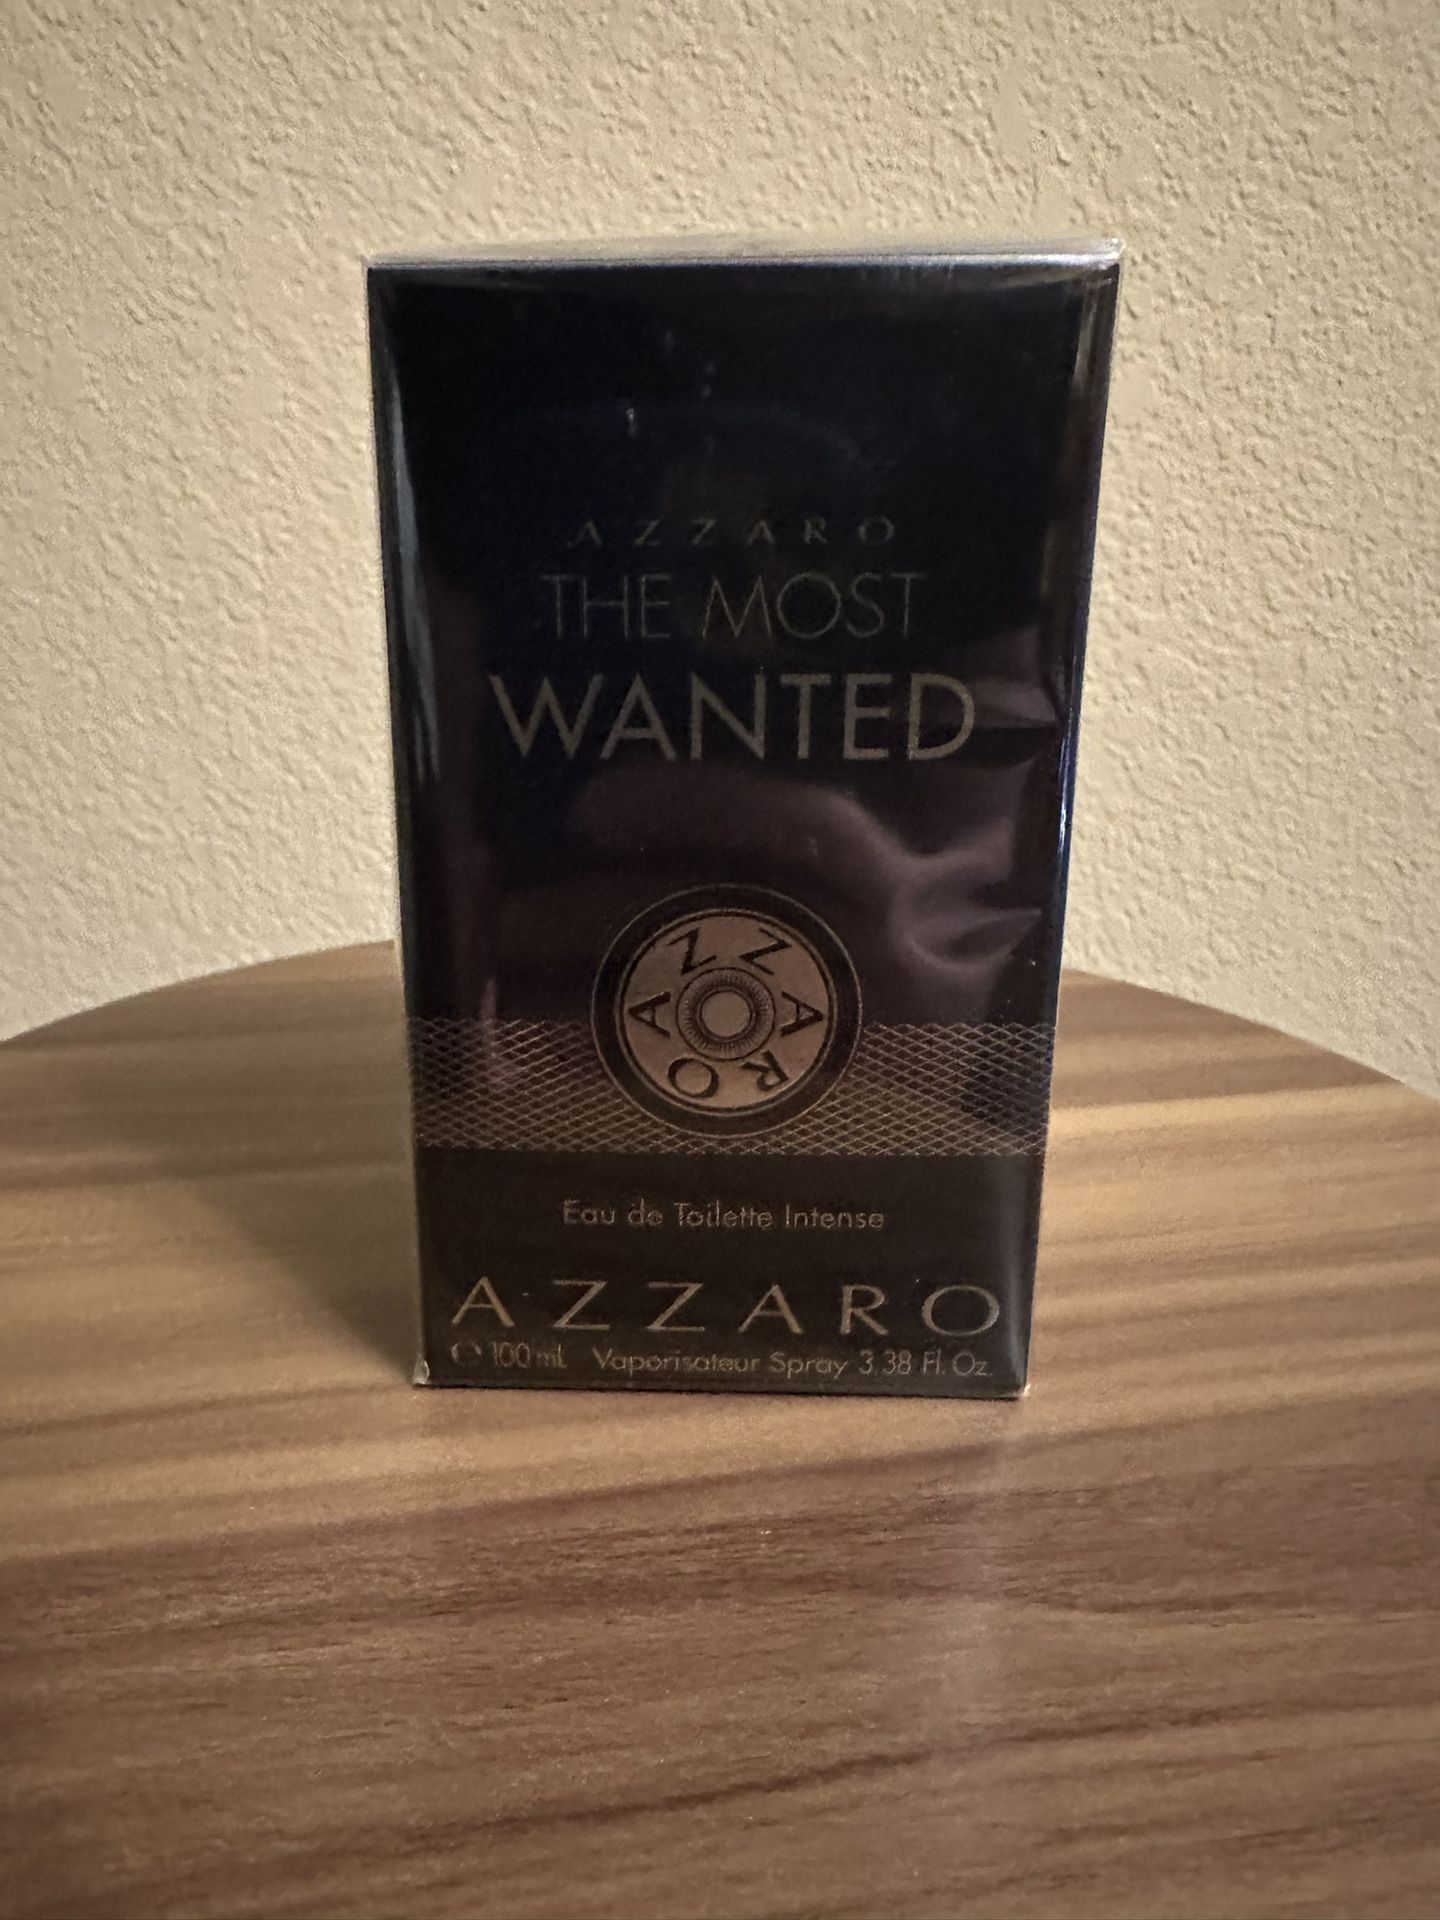 AZZARO
THE MOST
WANTED
AZZARO
Eau de Toilette Intense
AZZARO
℮ 100 mL Vaporisateur Spray 3.38 Fl. Oz.